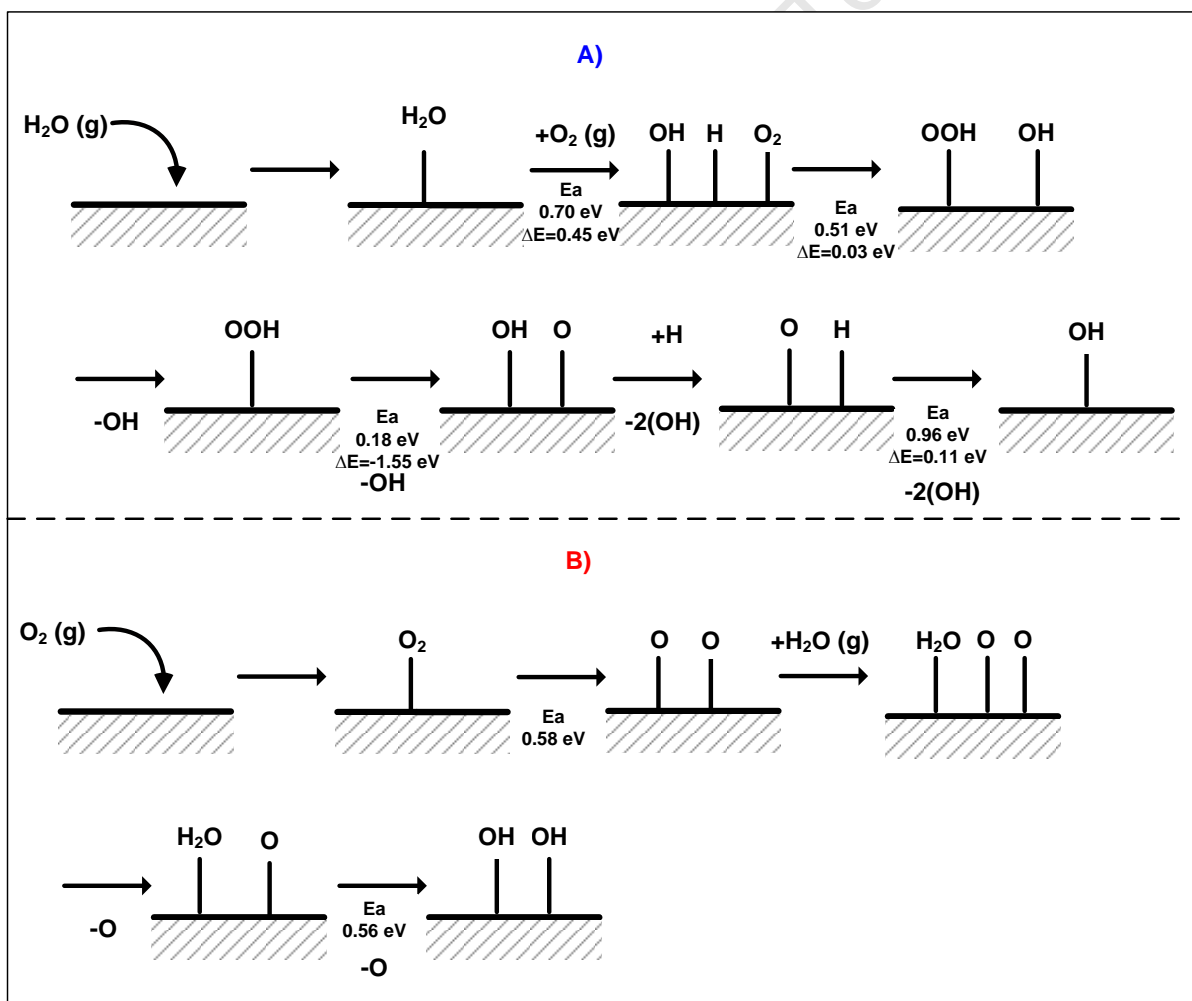 A)
H₂O (g)
H₂O
+O₂ (g)
Ea
0.70 eV
ΔE=0.45 eV
OH H O₂
Ea
0.51 eV
ΔE=0.03 eV
OOH OH
-OH
OOH
Ea
0.18 eV
ΔE=-1.55 eV
-OH
OH O
+H
-2(OH)
O H
Ea
0.96 eV
ΔE=0.11 eV
-2(OH)
OH
B)
O₂ (g)
O₂
Ea
0.58 eV
O O
+H₂O (g)
H₂O O O
-O
H₂O O
Ea
0.56 eV
-O
OH OH